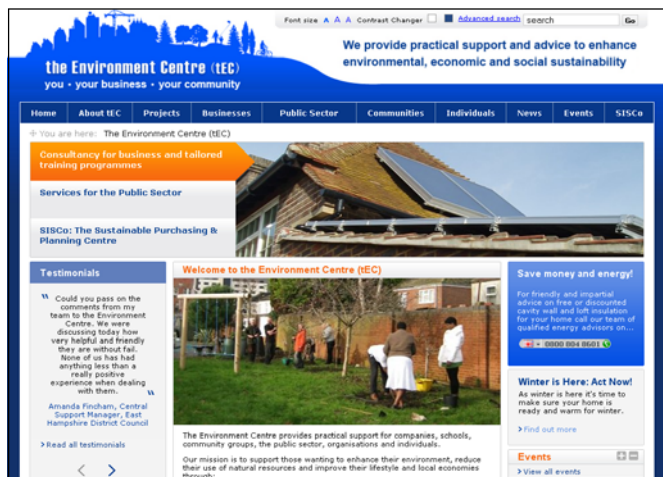 Font size A A A Contrast Changer Advanced search search Go
We provide practical support and advice to enhance
environmental, economic and social sustainability
the Environment Centre (tEC)
you • your business • your community
Home About tEC Projects Businesses Public Sector Communities Individuals News Events SISCo
You are here: The Environment Centre (tEC)
Consultancy for business and tailored
training programmes
Services for the Public Sector
SISCo: The Sustainable Purchasing &
Planning Centre
Testimonials
" Could you pass on the
comments from my
team to the Environment
Centre. We were
discussing today how
very helpful and friendly
they are without fail.
None of us has had
anything less than a
really positive
experience when dealing
with them. "
Amanda Fincham, Central
Support Manager, East
Hampshire District Council
Read all testimonials
Welcome to the Environment Centre (tEC)
The Environment Centre provides practical support for companies, schools,
community groups, the public sector, organisations and individuals.
Our mission is to support those wanting to enhance their environment, reduce
their use of natural resources and improve their lifestyle and local economies
through:
Save money and energy!
For friendly and impartial
advice on free or discounted
cavity wall and loft insulation
for your home call our team of
qualified energy advisors on...
0800 804 8601
Winter is Here: Act Now!
As winter is here it's time to
make sure your home is
ready and warm for winter.
Find out more
Events
View all events